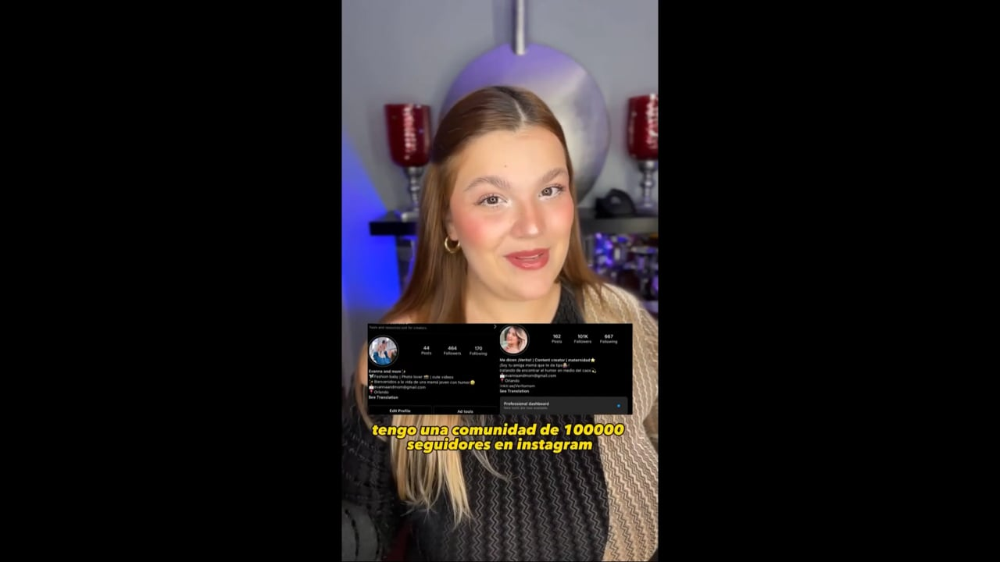 Tools and resources just for creators.
44
464
170
Posts
Followers
Following
Evanna and mom
Fashion baby | Photo lover | cute videos
Bienvenidos a la vida de una mamá joven con humor
evannaandmom@gmail.com
Orlando
See Translation
Edit Profile
Ad tools
162
101K
667
Posts
Followers
Following
Me dicen ¡Verito! | Content creator | maternidad
¡Soy tu amiga mamá que te da tips!
tratando de encontrar el humor en medio del caos
evannaandmom@gmail.com
Orlando
See Translation
Professional dashboard
New tools are now available.
tengo una comunidad de 100000
seguidores en instagram